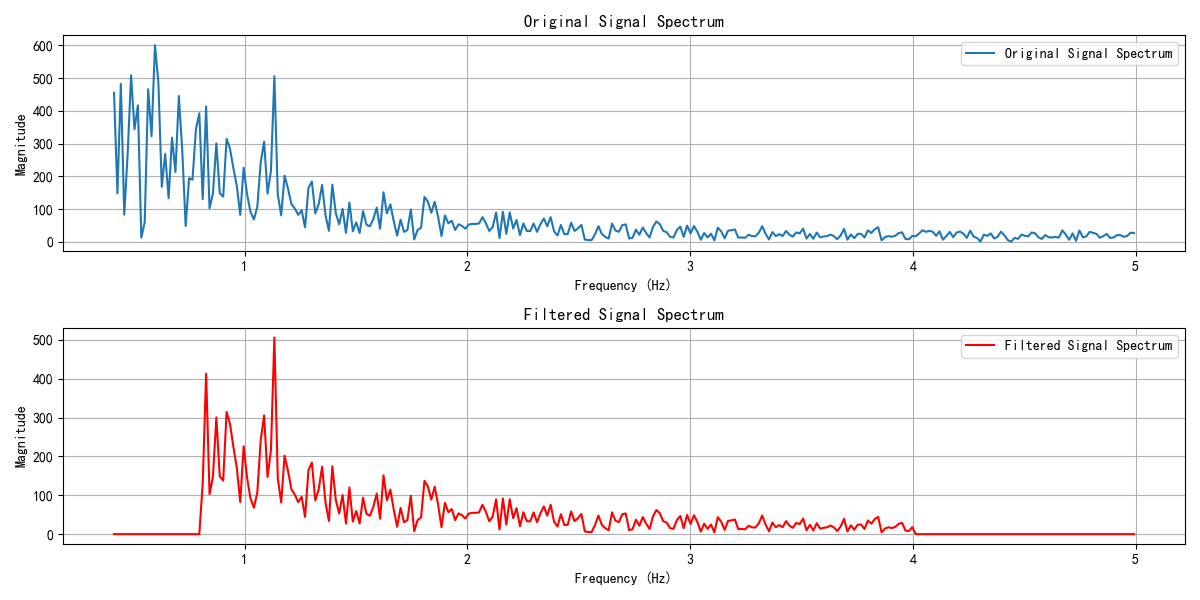 Original Signal Spectrum
Original Signal Spectrum
Magnitude
600
500
400
300
200
100
0
1
2
3
4
5
Frequency (Hz)
Filtered Signal Spectrum
Filtered Signal Spectrum
Magnitude
500
400
300
200
100
0
1
2
3
4
5
Frequency (Hz)